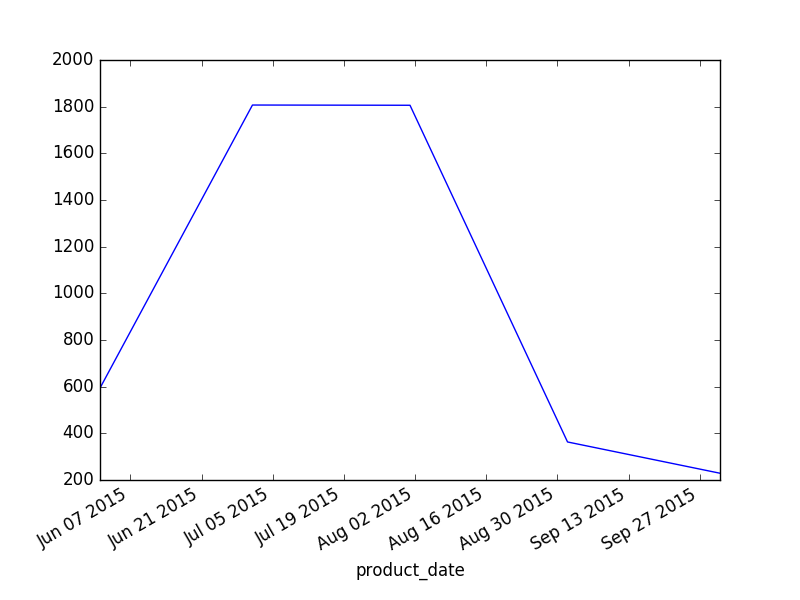 2000
1800
1600
1400
1200
1000
800
600
400
200
Jun 07 2015
Jun 21 2015
Jul 05 2015
Jul 19 2015
Aug 02 2015
Aug 16 2015
Aug 30 2015
Sep 13 2015
Sep 27 2015
product_date